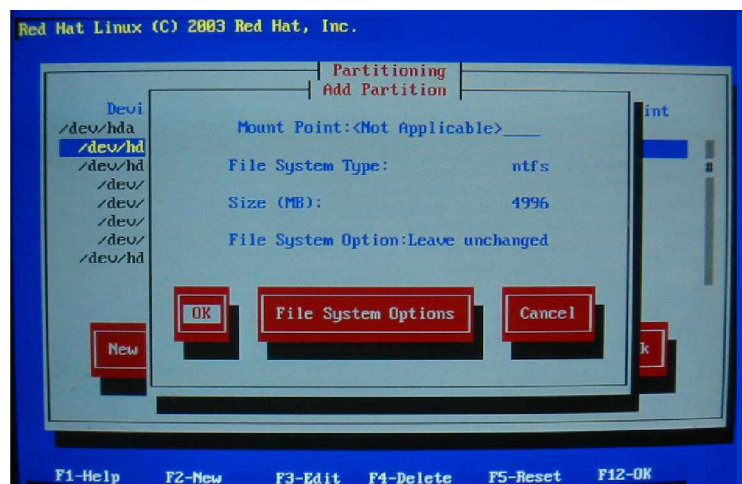 Red Hat Linux (C) 2003 Red Hat, Inc.
Partitioning
Add Partition
Devi
int
/dev/hda
Mount Point:<Not Applicable>____
/dev/hd
/dev/hd
File System Type: ntfs
#
/dev/
/dev/
Size (MB): 4996
/dev/
/dev/
File System Option:Leave unchanged
/dev/hd
OK
File System Options
Cancel
New
k
F1-Help F2-New F3-Edit F4-Delete F5-Reset F12-OK